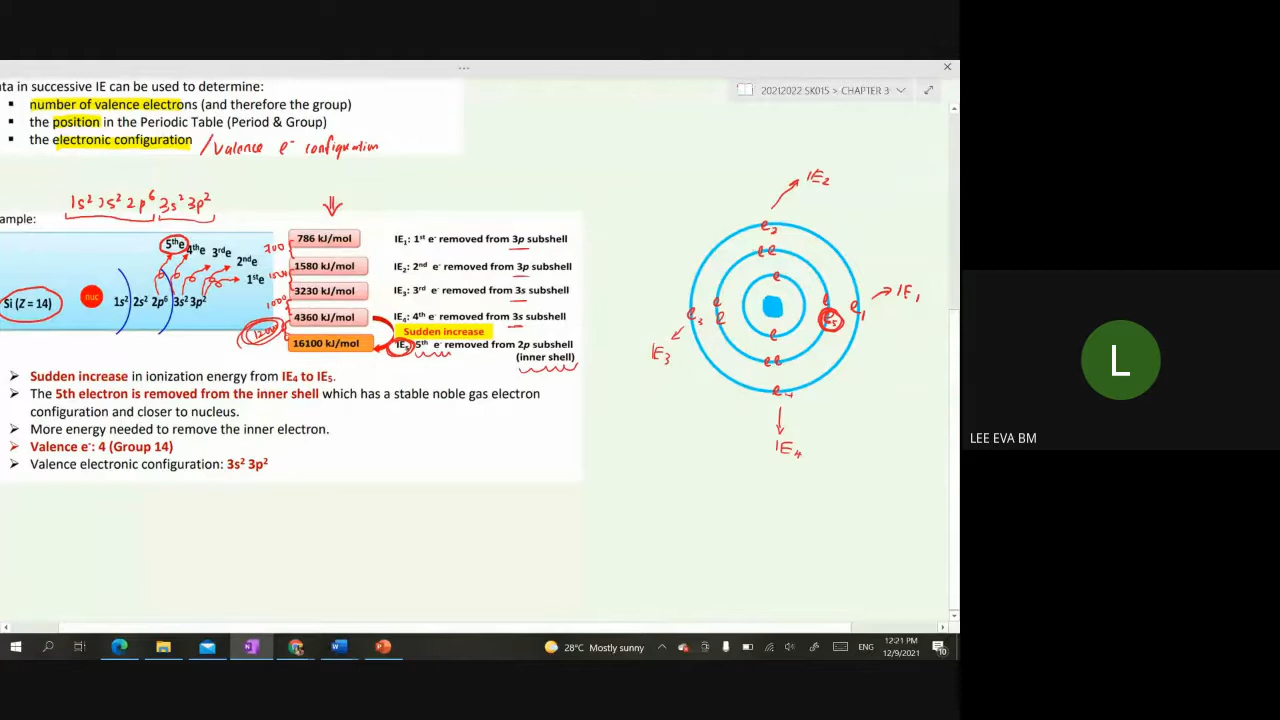 ata in successive IE can be used to determine:
▪ number of valence electrons (and therefore the group)
▪ the position in the Periodic Table (Period & Group)
▪ the electronic configuration /valence e- configuration
20212022 SK015 > CHAPTER 3
1s² 2s² 2p⁶ 3s² 3p²
ample:
5th e 4th e 3rd e 2nd e 1st e
Si (Z = 14) nuc 1s² 2s² 2p⁶ 3s² 3p²
700
1000
786 kJ/mol IE₁: 1st e- removed from 3p subshell
1580 kJ/mol IE₂: 2nd e- removed from 3p subshell
3230 kJ/mol IE₃: 3rd e- removed from 3s subshell
4360 kJ/mol IE₄: 4th e- removed from 3s subshell
Sudden increase
16100 kJ/mol IE₅: 5th e- removed from 2p subshell
(inner shell)
➢ Sudden increase in ionization energy from IE₄ to IE₅.
➢ The 5th electron is removed from the inner shell which has a stable noble gas electron
configuration and closer to nucleus.
➢ More energy needed to remove the inner electron.
➢ Valence e-: 4 (Group 14)
➢ Valence electronic configuration: 3s² 3p²
IE₂
e₂
e e
e
e e e₁ IE₁
e₃ e e₅
IE₃ e
e e
e₄
IE₄
L
LEE EVA BM
28°C Mostly sunny
ENG
12:21 PM
12/9/2021
10